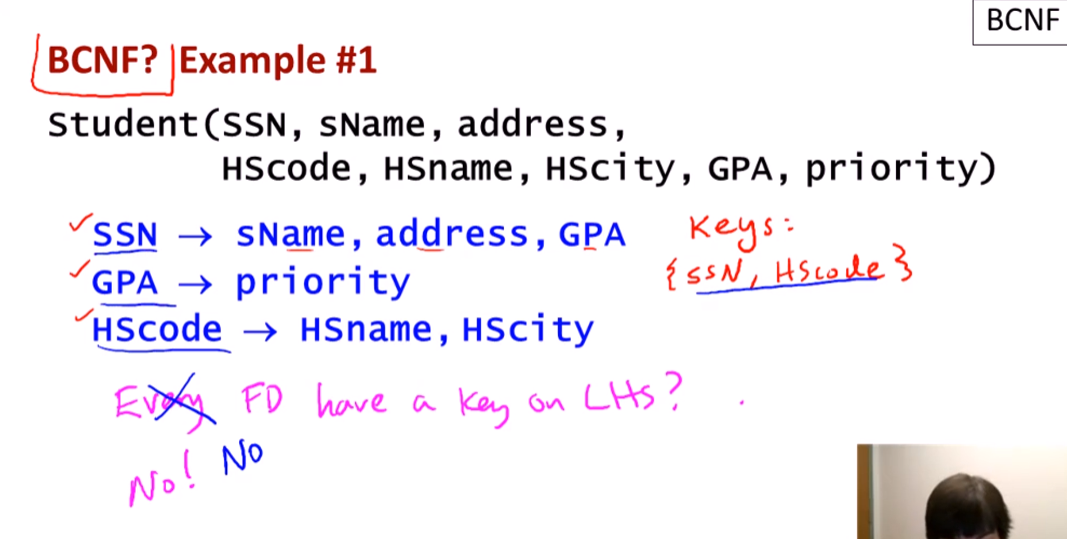 BCNF
BCNF? Example #1
Student(SSN, sName, address,
HScode, HSname, HScity, GPA, priority)
SSN → sName, address, GPA
Keys:
GPA → priority
{SSN, HScode}
HScode → HSname, HScity
Every FD have a key on LHS?
No! No